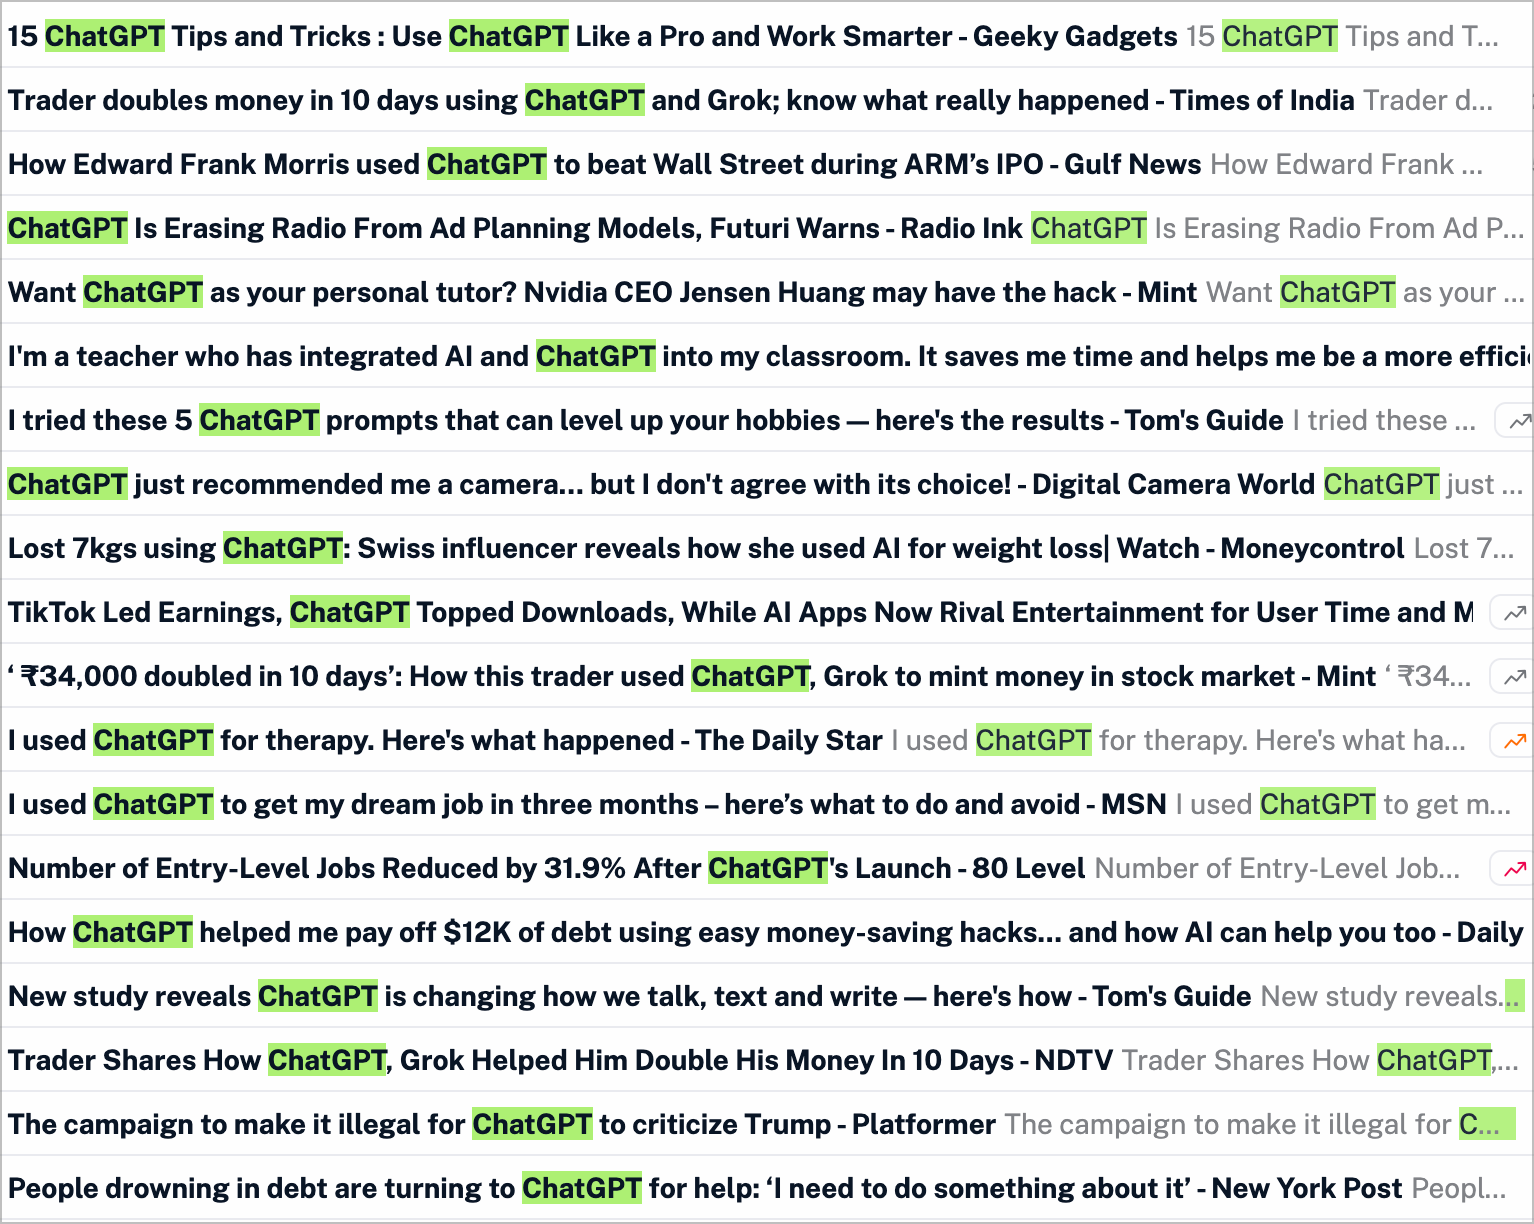 15 ChatGPT Tips and Tricks : Use ChatGPT Like a Pro and Work Smarter - Geeky Gadgets 15 ChatGPT Tips and T...
Trader doubles money in 10 days using ChatGPT and Grok; know what really happened - Times of India Trader d...
How Edward Frank Morris used ChatGPT to beat Wall Street during ARM’s IPO - Gulf News How Edward Frank ...
ChatGPT Is Erasing Radio From Ad Planning Models, Futuri Warns - Radio Ink ChatGPT Is Erasing Radio From Ad P...
Want ChatGPT as your personal tutor? Nvidia CEO Jensen Huang may have the hack - Mint Want ChatGPT as your ...
I'm a teacher who has integrated AI and ChatGPT into my classroom. It saves me time and helps me be a more effici
I tried these 5 ChatGPT prompts that can level up your hobbies — here's the results - Tom's Guide I tried these ...
ChatGPT just recommended me a camera... but I don't agree with its choice! - Digital Camera World ChatGPT just ...
Lost 7kgs using ChatGPT: Swiss influencer reveals how she used AI for weight loss| Watch - Moneycontrol Lost 7...
TikTok Led Earnings, ChatGPT Topped Downloads, While AI Apps Now Rival Entertainment for User Time and M
‘ ₹34,000 doubled in 10 days’: How this trader used ChatGPT, Grok to mint money in stock market - Mint ‘ ₹34...
I used ChatGPT for therapy. Here's what happened - The Daily Star I used ChatGPT for therapy. Here's what ha...
I used ChatGPT to get my dream job in three months – here’s what to do and avoid - MSN I used ChatGPT to get m...
Number of Entry-Level Jobs Reduced by 31.9% After ChatGPT's Launch - 80 Level Number of Entry-Level Job...
How ChatGPT helped me pay off $12K of debt using easy money-saving hacks... and how AI can help you too - Daily
New study reveals ChatGPT is changing how we talk, text and write — here's how - Tom's Guide New study reveals...
Trader Shares How ChatGPT, Grok Helped Him Double His Money In 10 Days - NDTV Trader Shares How ChatGPT,...
The campaign to make it illegal for ChatGPT to criticize Trump - Platformer The campaign to make it illegal for C...
People drowning in debt are turning to ChatGPT for help: ‘I need to do something about it’ - New York Post Peopl...